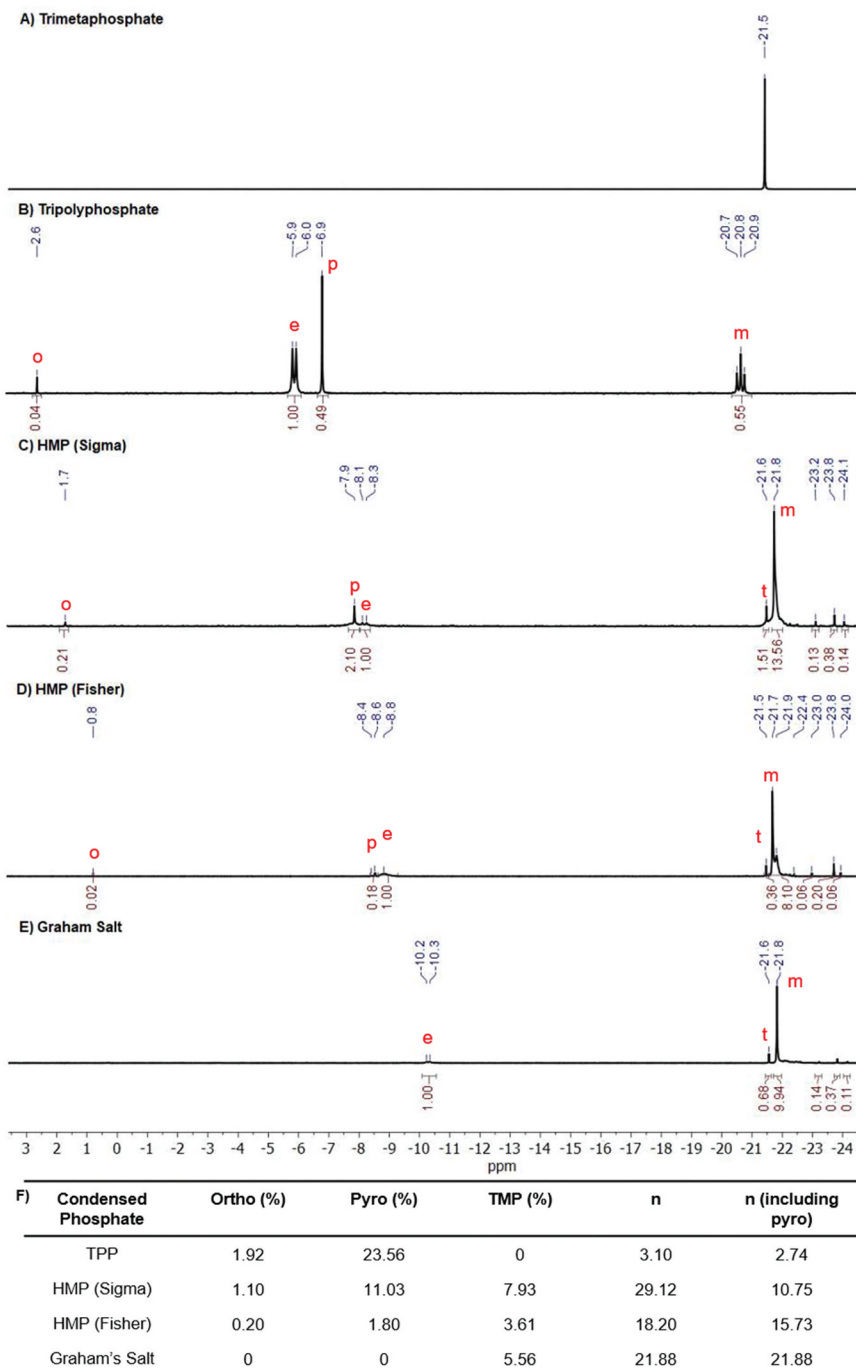 A) Trimetaphosphate
-21.5
B) Tripolyphosphate
2.6 -5.9 -6.0 -6.9 -20.7 -20.8 -20.9
p
e m
o
0.04 1.00 0.49 0.55
C) HMP (Sigma)
1.7 -7.9 -8.1 -8.3 -21.6 -21.8 -23.2 -23.8 -24.1
m
o p e t
0.21 2.10 1.00 1.51 13.56 0.13 0.38 0.14
D) HMP (Fisher)
0.8 -8.4 -8.6 -8.8 -21.5 -21.7 -21.9 -22.4 -23.0 -23.8 -24.0
m
o p e t
0.02 0.18 1.00 0.36 8.10 0.06 0.20 0.06
E) Graham Salt
-10.2 -10.3 -21.6 -21.8
m
e t
1.00 0.68 9.94 0.14 0.37 0.11
3 2 1 0 -1 -2 -3 -4 -5 -6 -7 -8 -9 -10 -11 -12 -13 -14 -15 -16 -17 -18 -19 -20 -21 -22 -23 -24
ppm
F) Condensed Phosphate Ortho (%) Pyro (%) TMP (%) n n (including pyro)
TPP 1.92 23.56 0 3.10 2.74
HMP (Sigma) 1.10 11.03 7.93 29.12 10.75
HMP (Fisher) 0.20 1.80 3.61 18.20 15.73
Graham's Salt 0 0 5.56 21.88 21.88